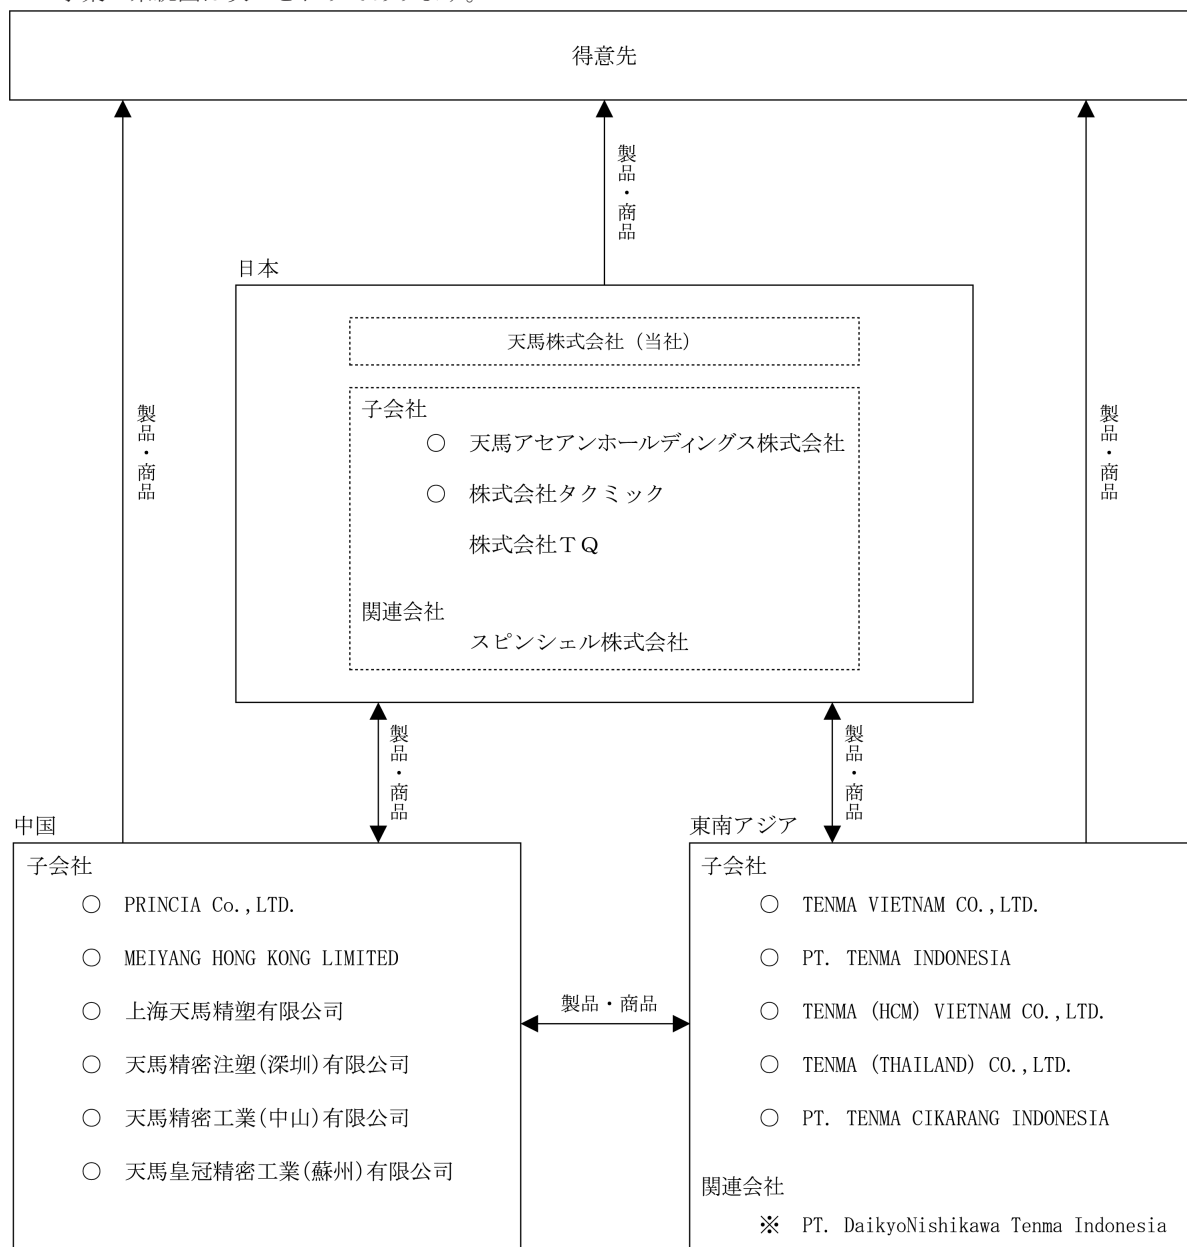 得意先
製品・商品
日本
天馬株式会社（当社）
子会社
○ 天馬アセアンホールディングス株式会社
○ 株式会社タクミック
株式会社ＴＱ
関連会社
スピンシェル株式会社
製品・商品
製品・商品
製品・商品
製品・商品
中国
子会社
○ PRINCIA Co.,LTD.
○ MEIYANG HONG KONG LIMITED
○ 上海天馬精塑有限公司
○ 天馬精密注塑(深圳)有限公司
○ 天馬精密工業(中山)有限公司
○ 天馬皇冠精密工業(蘇州)有限公司
製品・商品
東南アジア
子会社
○ TENMA VIETNAM CO.,LTD.
○ PT. TENMA INDONESIA
○ TENMA (HCM) VIETNAM CO.,LTD.
○ TENMA (THAILAND) CO.,LTD.
○ PT. TENMA CIKARANG INDONESIA
関連会社
※ PT. DaikyoNishikawa Tenma Indonesia